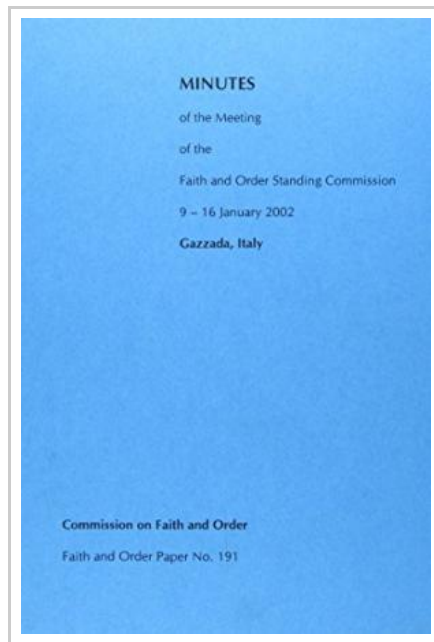 MINUTES
of the Meeting
of the
Faith and Order Standing Commission
9 – 16 January 2002
Gazzada, Italy
Commission on Faith and Order
Faith and Order Paper No. 191